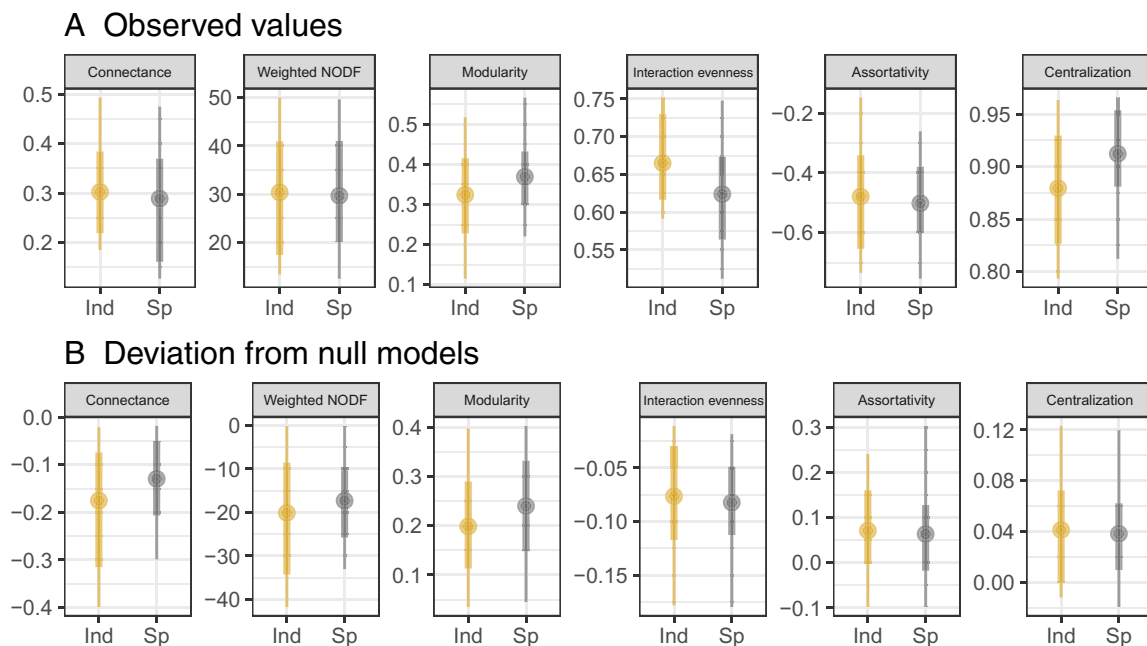 A Observed values
Connectance Weighted NODF Modularity Interaction evenness Assortativity Centralization
0.5 0.4 0.3 0.2
50 40 30 20
0.5 0.4 0.3 0.2 0.1
0.75 0.70 0.65 0.60 0.55
−0.2 −0.4 −0.6
0.95 0.90 0.85 0.80
Ind Sp Ind Sp Ind Sp Ind Sp Ind Sp Ind Sp
B Deviation from null models
Connectance Weighted NODF Modularity Interaction evenness Assortativity Centralization
0.0 −0.1 −0.2 −0.3 −0.4
0 −10 −20 −30 −40
0.4 0.3 0.2 0.1
−0.05 −0.10 −0.15
0.3 0.2 0.1 0.0 −0.1
0.12 0.08 0.04 0.00
Ind Sp Ind Sp Ind Sp Ind Sp Ind Sp Ind Sp